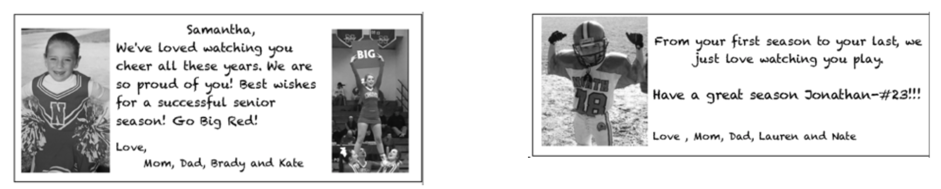 Samantha,
We've loved watching you
cheer all these years. We are
so proud of you! Best wishes
for a successful senior
season! Go Big Red!
Love,
Mom, Dad, Brady and Kate
N
BIG
From your first season to your last, we
just love watching you play.
Have a great season Jonathan-#23!!!
Love , Mom, Dad, Lauren and Nate
18